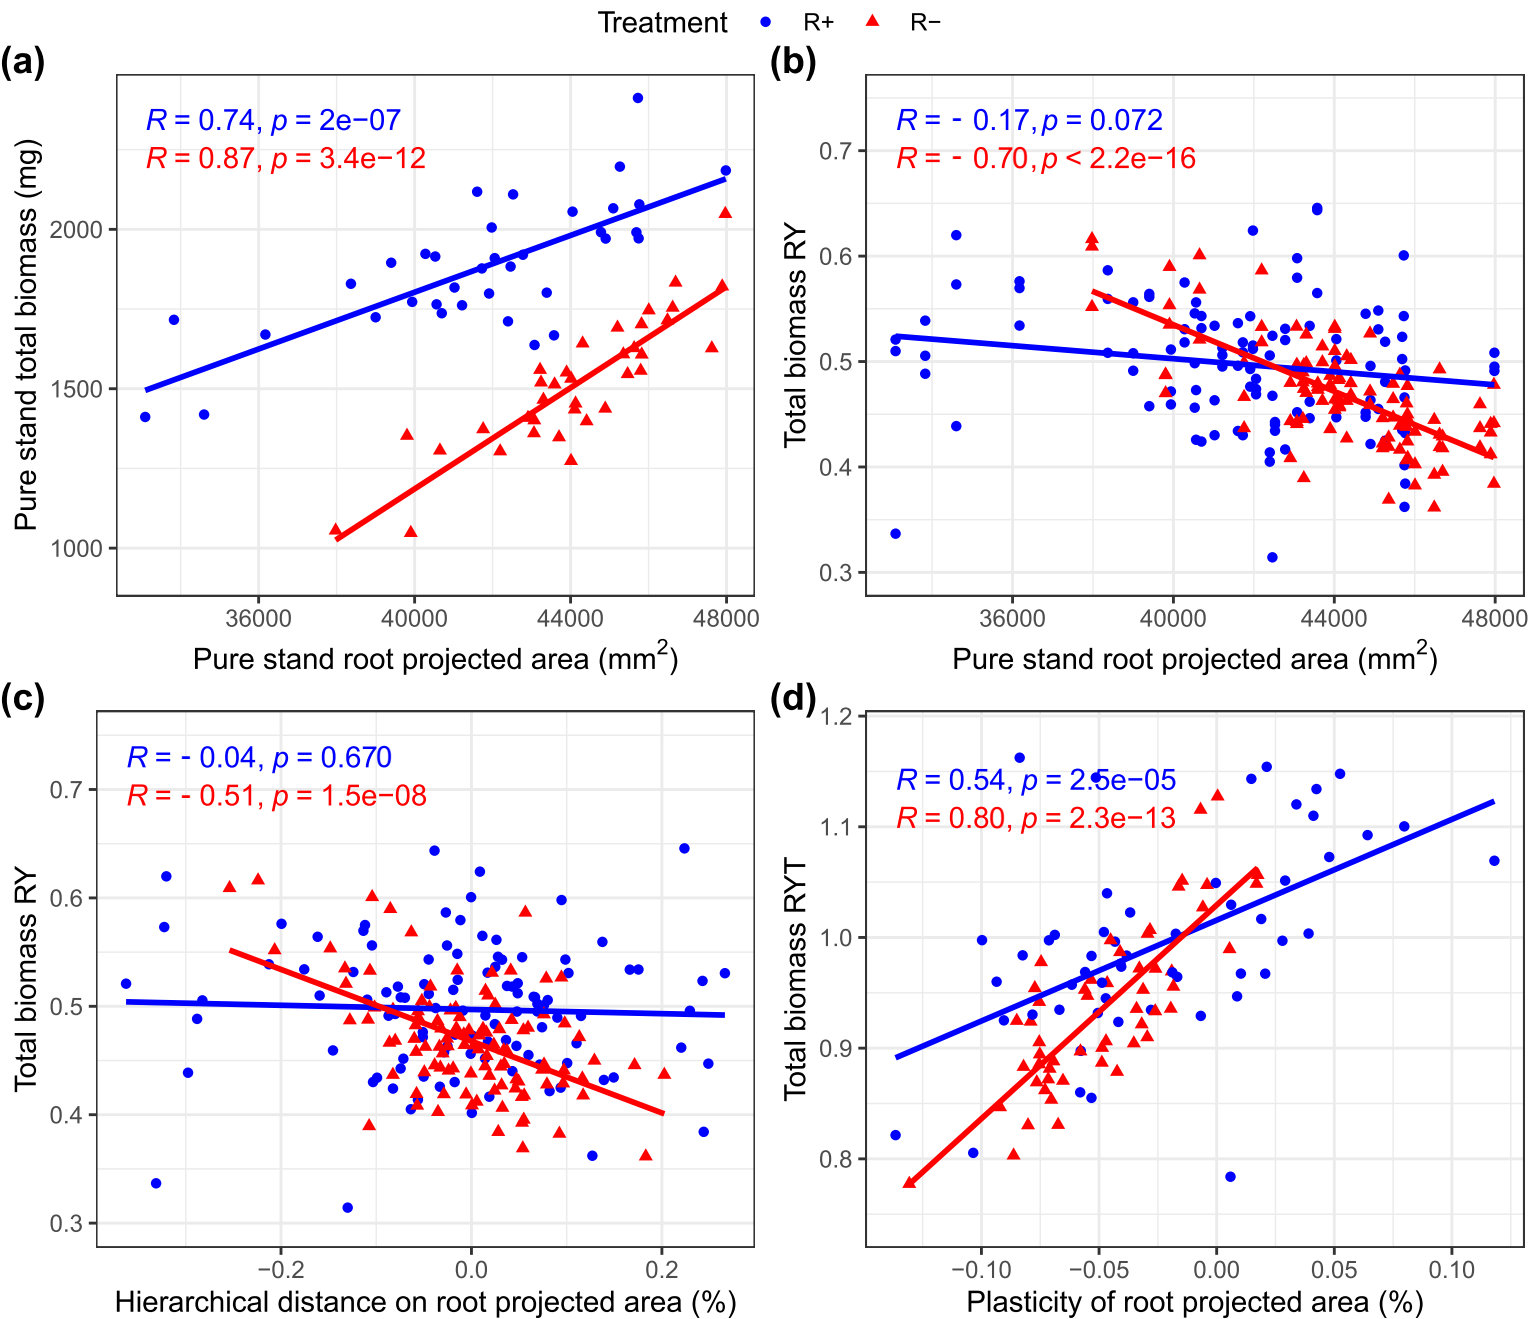 Treatment R+ R−
(a)
R = 0.74, p = 2e−07
R = 0.87, p = 3.4e−12
Pure stand total biomass (mg)
2000
1500
1000
36000 40000 44000 48000
Pure stand root projected area (mm²)
(b)
R = - 0.17, p = 0.072
R = - 0.70, p < 2.2e−16
Total biomass RY
0.7
0.6
0.5
0.4
0.3
36000 40000 44000 48000
Pure stand root projected area (mm²)
(c)
R = - 0.04, p = 0.670
R = - 0.51, p = 1.5e−08
Total biomass RY
0.7
0.6
0.5
0.4
0.3
−0.2 0.0 0.2
Hierarchical distance on root projected area (%)
(d)
R = 0.54, p = 2.5e−05
R = 0.80, p = 2.3e−13
Total biomass RYT
1.2
1.1
1.0
0.9
0.8
−0.10 −0.05 0.00 0.05 0.10
Plasticity of root projected area (%)